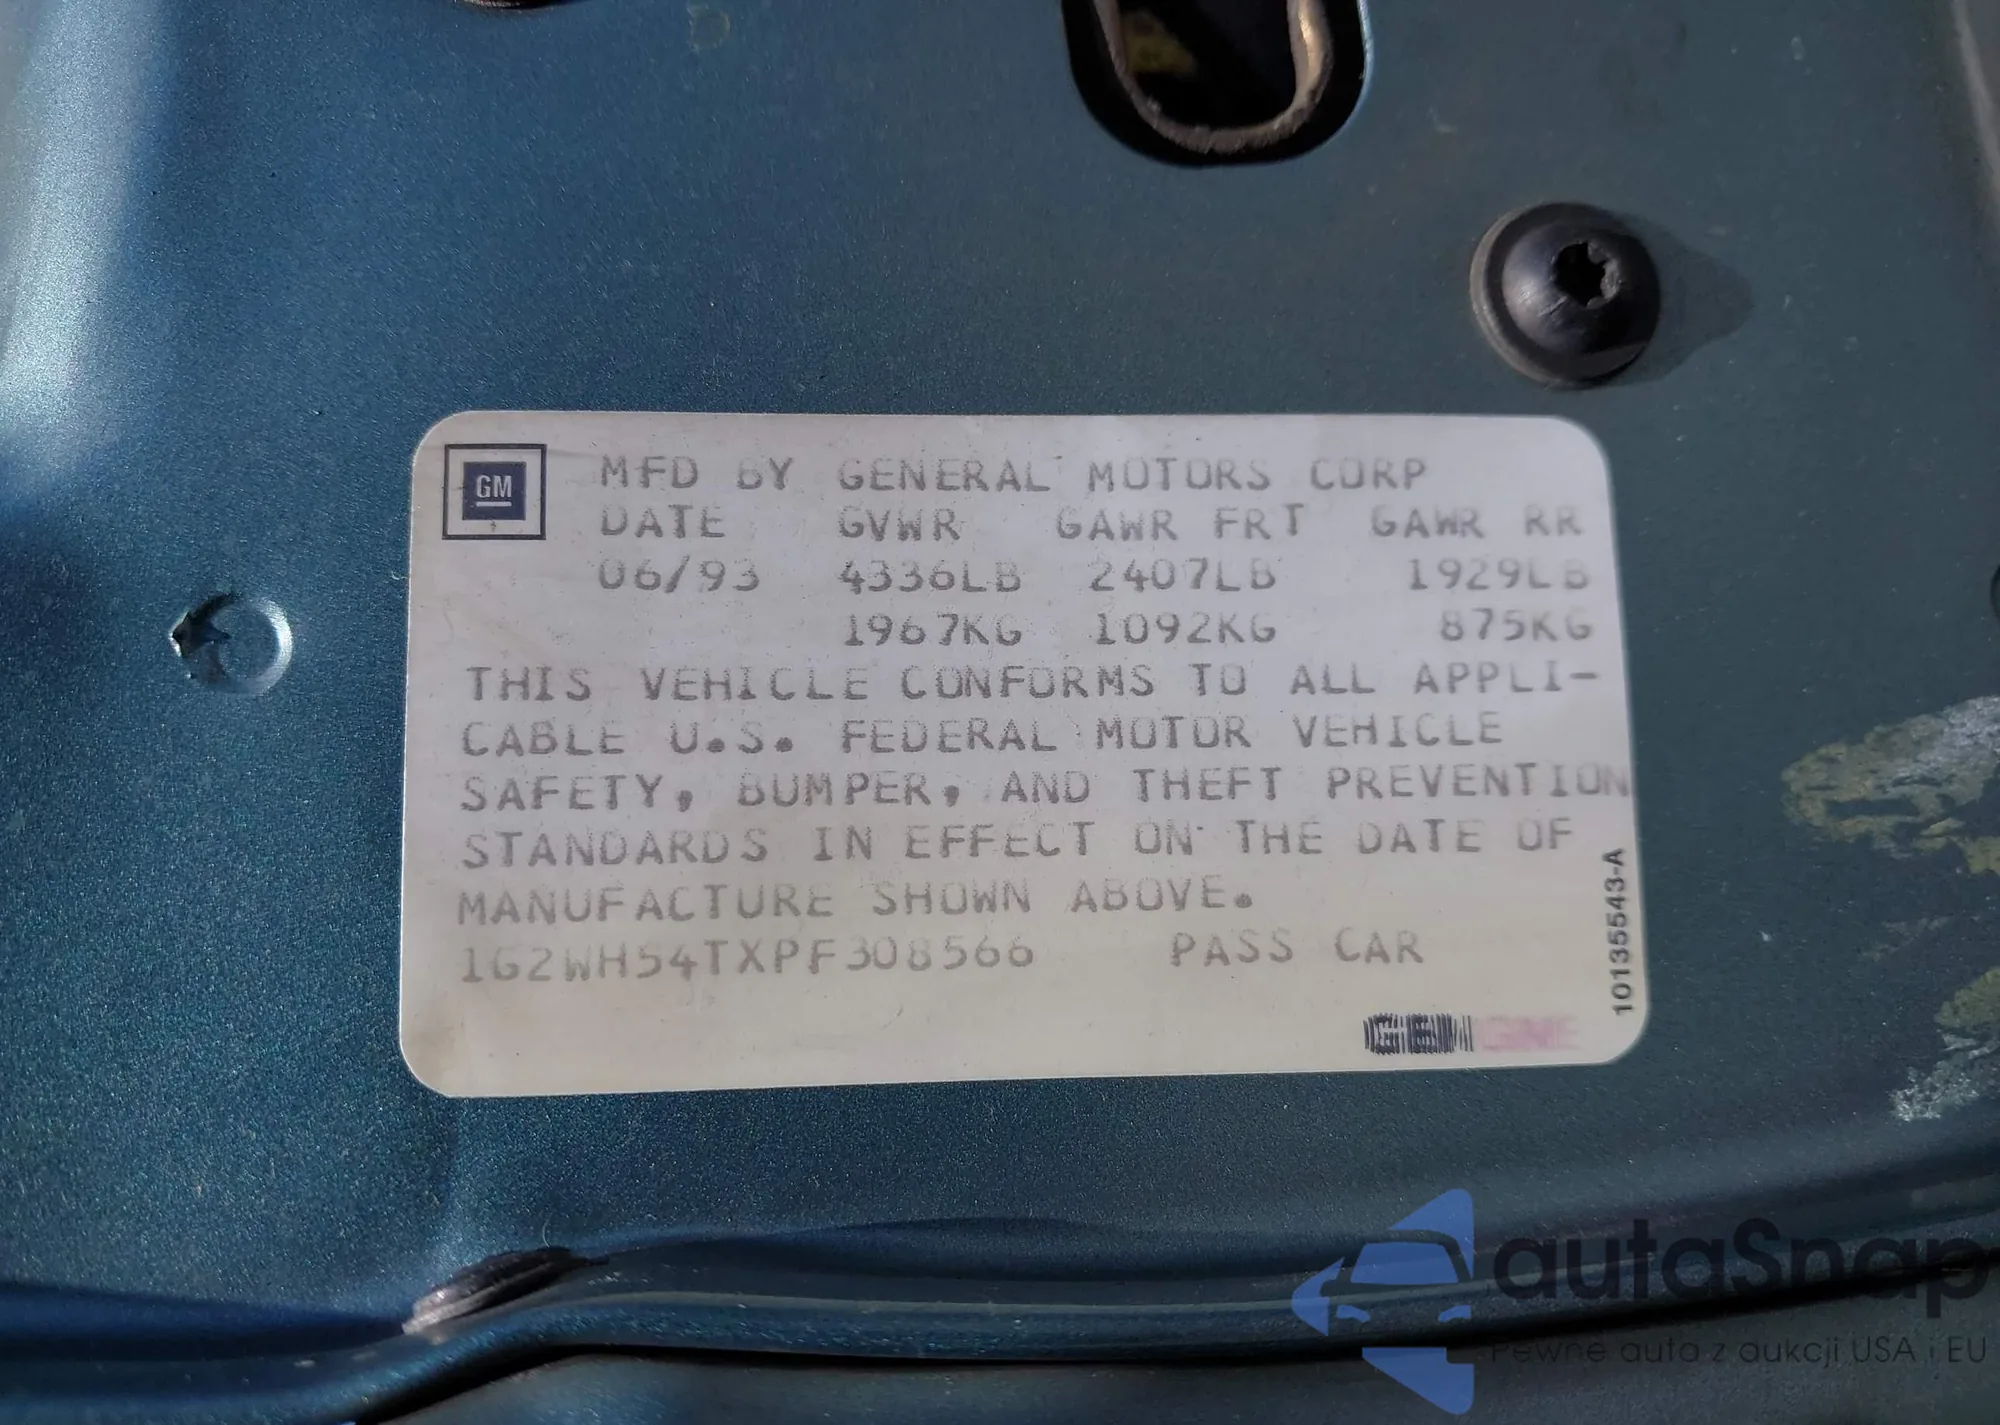 GM
MFD BY GENERAL MOTORS CORP
DATE GVWR GAWR FRT GAWR RR
06/93 4336LB 2407LB 1929LB
1967KG 1092KG 875KG
THIS VEHICLE CONFORMS TO ALL APPLI-
CABLE U.S. FEDERAL MOTOR VEHICLE
SAFETY, BUMPER, AND THEFT PREVENTION
STANDARDS IN EFFECT ON THE DATE OF
MANUFACTURE SHOWN ABOVE.
1G2WH54TXPF308566 PASS CAR
10135543-A
autaSnap
Pewne auta z aukcji USA i EU